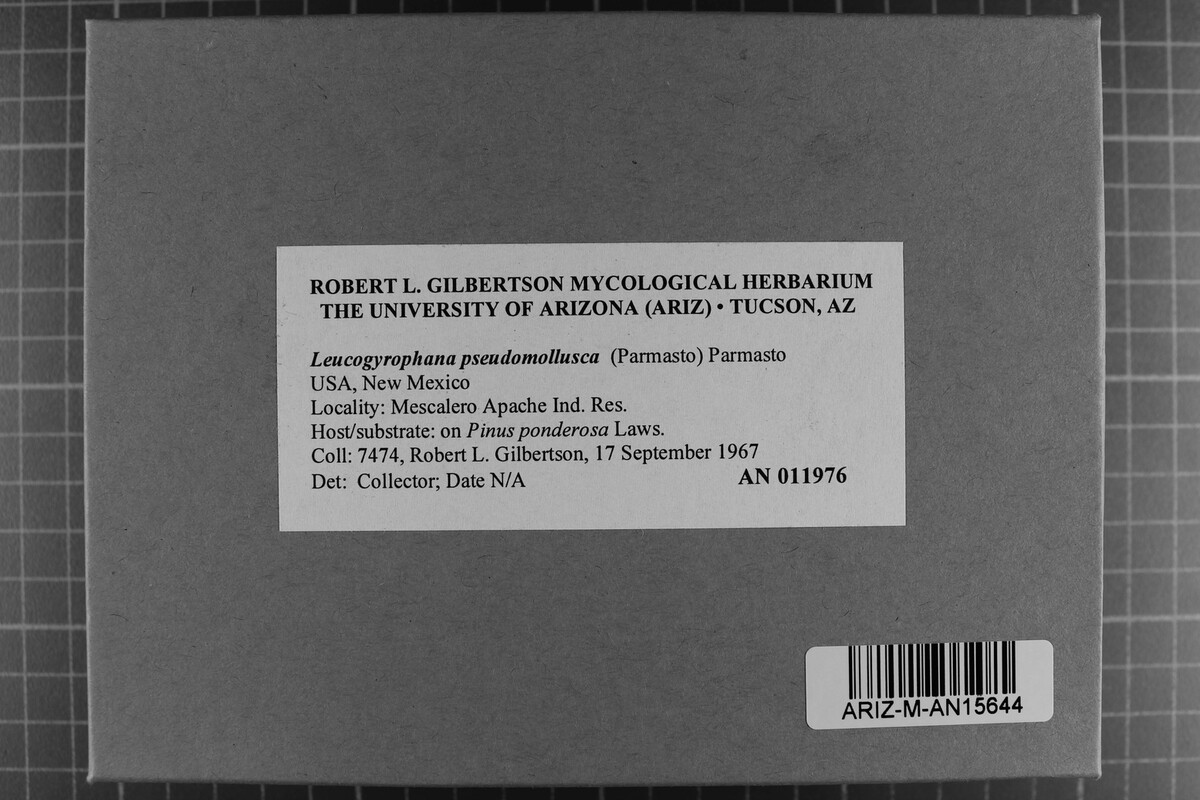 ROBERT L. GILBERTSON MYCOLOGICAL HERBARIUM
THE UNIVERSITY OF ARIZONA (ARIZ) • TUCSON, AZ
Leucogyrophana pseudomollusca (Parmasto) Parmasto
USA, New Mexico
Locality: Mescalero Apache Ind. Res.
Host/substrate: on Pinus ponderosa Laws.
Coll: 7474, Robert L. Gilbertson, 17 September 1967
Det: Collector; Date N/A AN 011976
ARIZ-M-AN15644